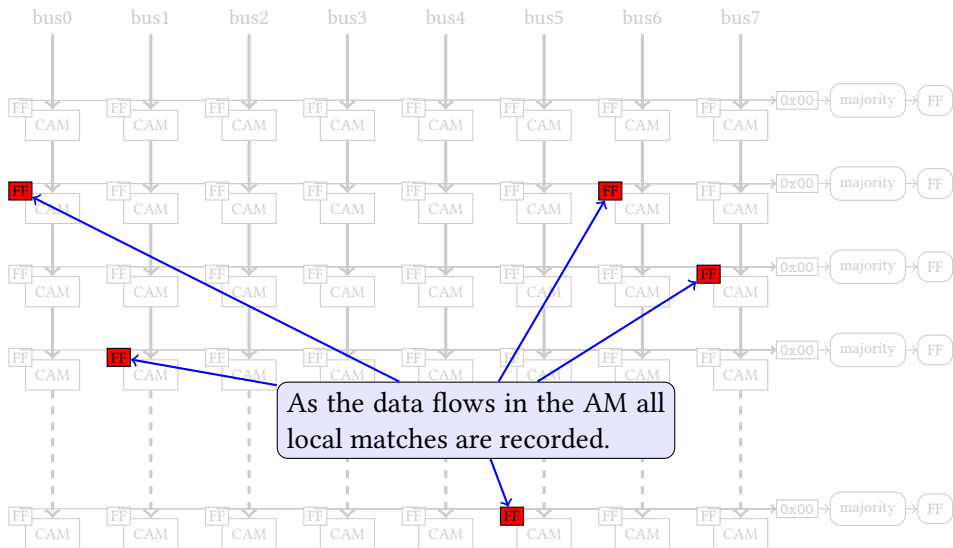 bus0 bus1 bus2 bus3 bus4 bus5 bus6 bus7
FF FF FF FF FF FF FF FF 0x00 majority FF
CAM CAM CAM CAM CAM CAM CAM CAM
FF FF FF FF FF FF FF FF 0x00 majority FF
CAM CAM CAM CAM CAM CAM CAM CAM
FF FF FF FF FF FF FF FF 0x00 majority FF
CAM CAM CAM CAM CAM CAM CAM CAM
FF FF FF FF FF FF FF FF 0x00 majority FF
CAM CAM CAM CAM CAM CAM CAM CAM
As the data flows in the AM all
local matches are recorded.
FF FF FF FF FF FF FF FF 0x00 majority FF
CAM CAM CAM CAM CAM CAM CAM CAM